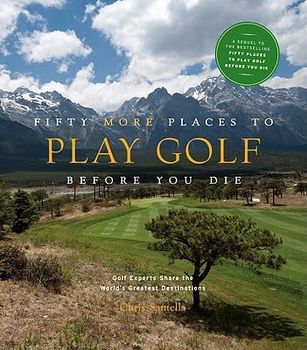 A SEQUEL TO
THE BESTSELLING
FIFTY PLACES
TO PLAY GOLF
BEFORE YOU DIE
FIFTY MORE PLACES TO
PLAY GOLF
BEFORE YOU DIE
Golf Experts Share the
World's Greatest Destinations
Chris Santella